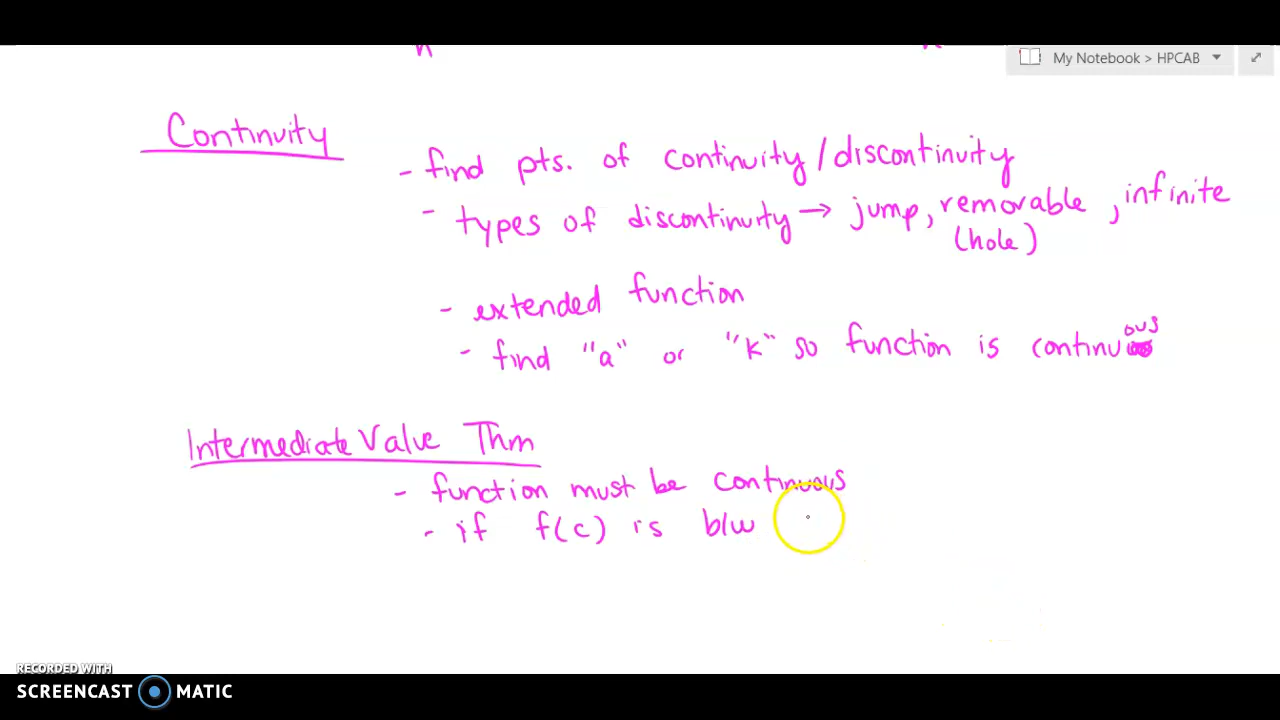 My Notebook > HPCAB
Continuity
- find pts. of continuity/discontinuity
- types of discontinuity → jump, removable, infinite
(hole)
- extended function
- find "a" or "k" so function is continuous
Intermediate Value Thm
- function must be continuous
- if f(c) is b/w
RECORDED WITH
SCREENCAST MATIC